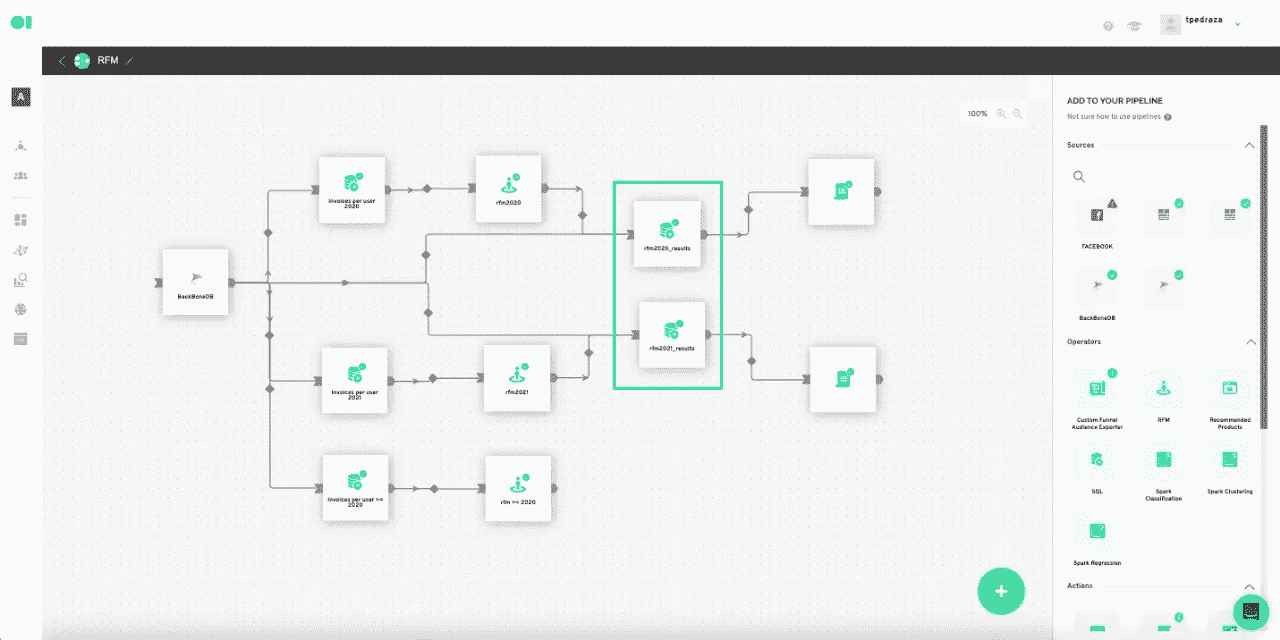 tpedraza
RFM
100%
Invoices per user
2020
rfm2020
rfm2020_results
BackBoneDB
rfm2021_results
Invoices per user
2021
rfm2021
Invoices per user >=
2020
rfm >= 2020
ADD TO YOUR PIPELINE
Not sure how to use pipelines
Sources
FACEBOOK
BackBoneDB
Operators
Custom Funnel
Audience Exporter
RFM
Recommended
Products
SQL
Spark
Classification
Spark Clustering
Spark Regression
Actions